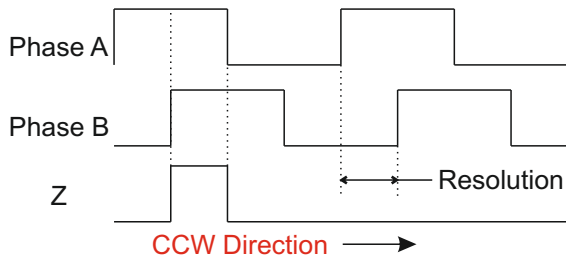 Phase A
Phase B
Resolution
Z
CCW Direction